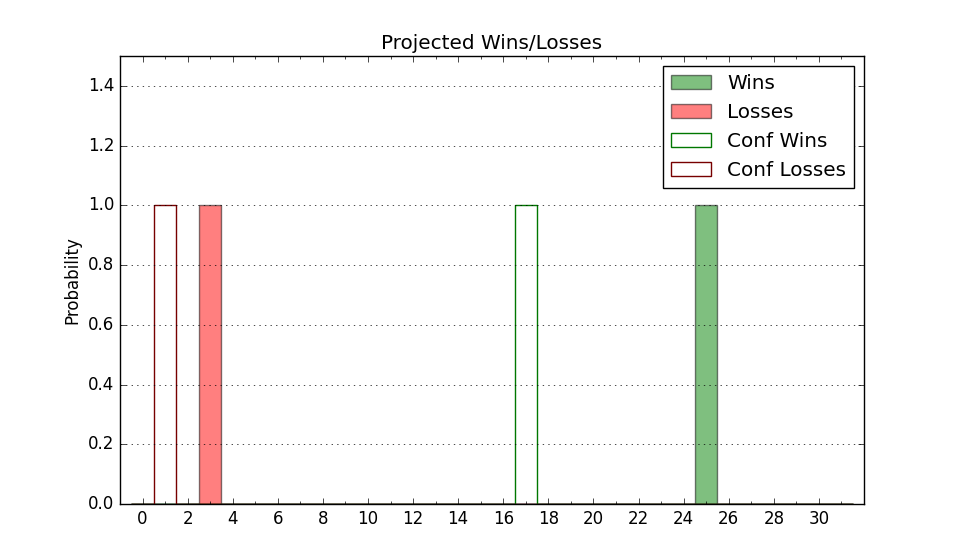 Projected Wins/Losses
Wins
Losses
Conf Wins
Conf Losses
Probability
1.4
1.2
1.0
0.8
0.6
0.4
0.2
0.0
0 2 4 6 8 10 12 14 16 18 20 22 24 26 28 30